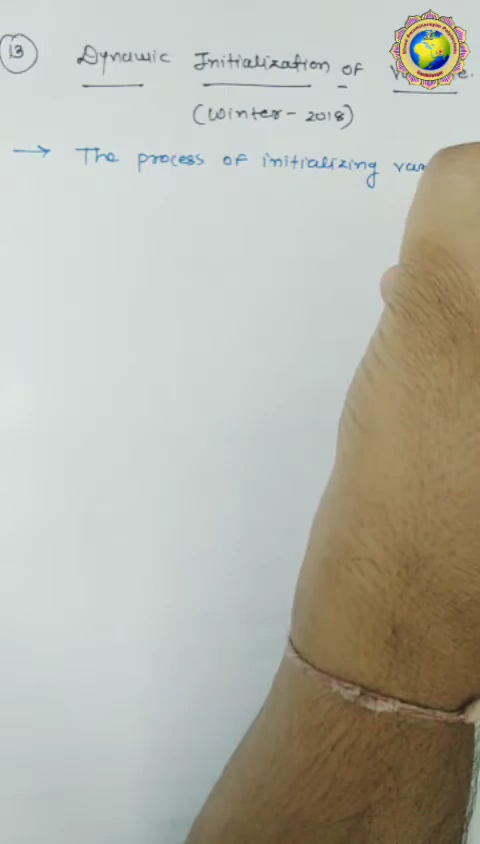 13 Dynamic Initialization of
(Winter - 2018)
→ The process of initializing